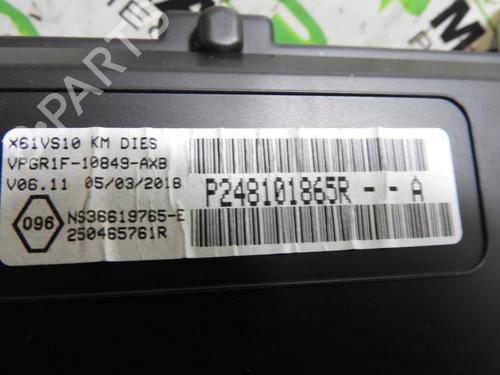 X61VS10 KM DIES
VPGR1F-10849-AXB
V06.11 05/03/2018
P248101865R - - A
096
NS36619765-E
250465761R